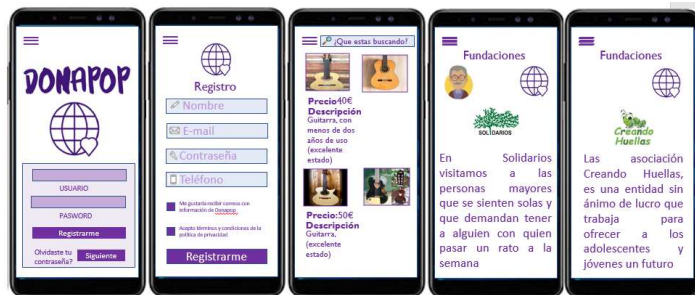 DONAPOP
USUARIO
PASWORD
Registrarme
Olvidaste tu
contraseña?
Siguiente
Registro
Nombre
E-mail
Contraseña
Teléfono
Me gustaría recibir correos con
información de Donapop
Acepto términos y condiciones de la
política de privacidad
Registrarme
¿Que estas buscando?
Precio40€
Descripción
Guitarra, con
menos de dos
años de uso
(excelente
estado)
Precio:50€
Descripción
Guitarra,
(excelente
estado)
Fundaciones
SOLIDARIOS
En Solidarios
visitamos a las
personas mayores
que se sienten solas y
que demandan tener
a alguien con quien
pasar un rato a la
semana
Fundaciones
Creando
Huellas
Las asociación
Creando Huellas,
es una entidad sin
ánimo de lucro que
trabaja para
ofrecer a los
adolescentes y
jóvenes un futuro